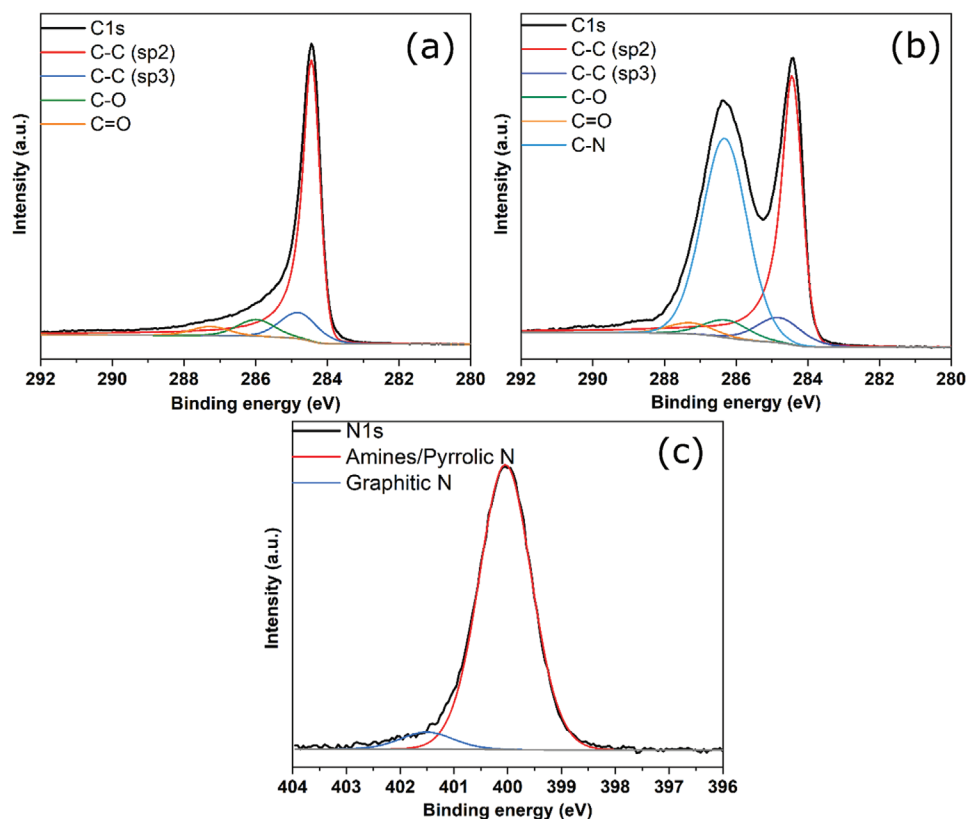 (a)
C1s
C-C (sp2)
C-C (sp3)
C-O
C=O
Intensity (a.u.)
292 290 288 286 284 282 280
Binding energy (eV)
(b)
C1s
C-C (sp2)
C-C (sp3)
C-O
C=O
C-N
Intensity (a.u.)
292 290 288 286 284 282 280
Binding energy (eV)
(c)
N1s
Amines/Pyrrolic N
Graphitic N
Intensity (a.u.)
404 403 402 401 400 399 398 397 396
Binding energy (eV)